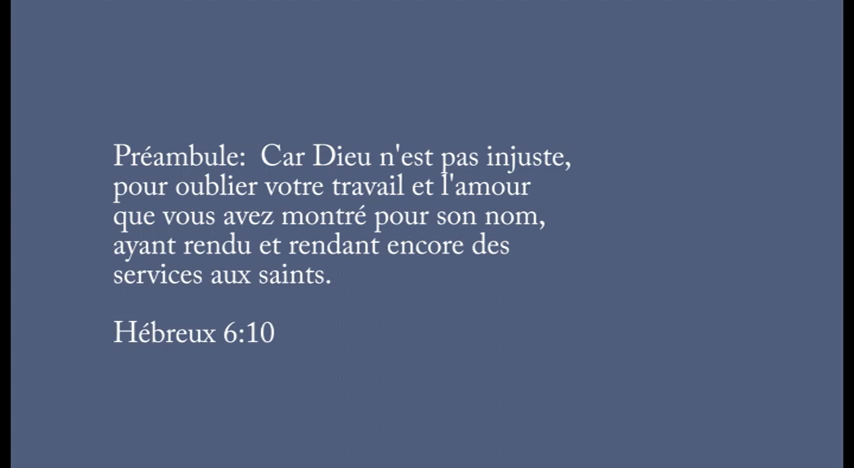 Préambule:  Car Dieu n'est pas injuste,
pour oublier votre travail et l'amour
que vous avez montré pour son nom,
ayant rendu et rendant encore des
services aux saints.
Hébreux 6:10